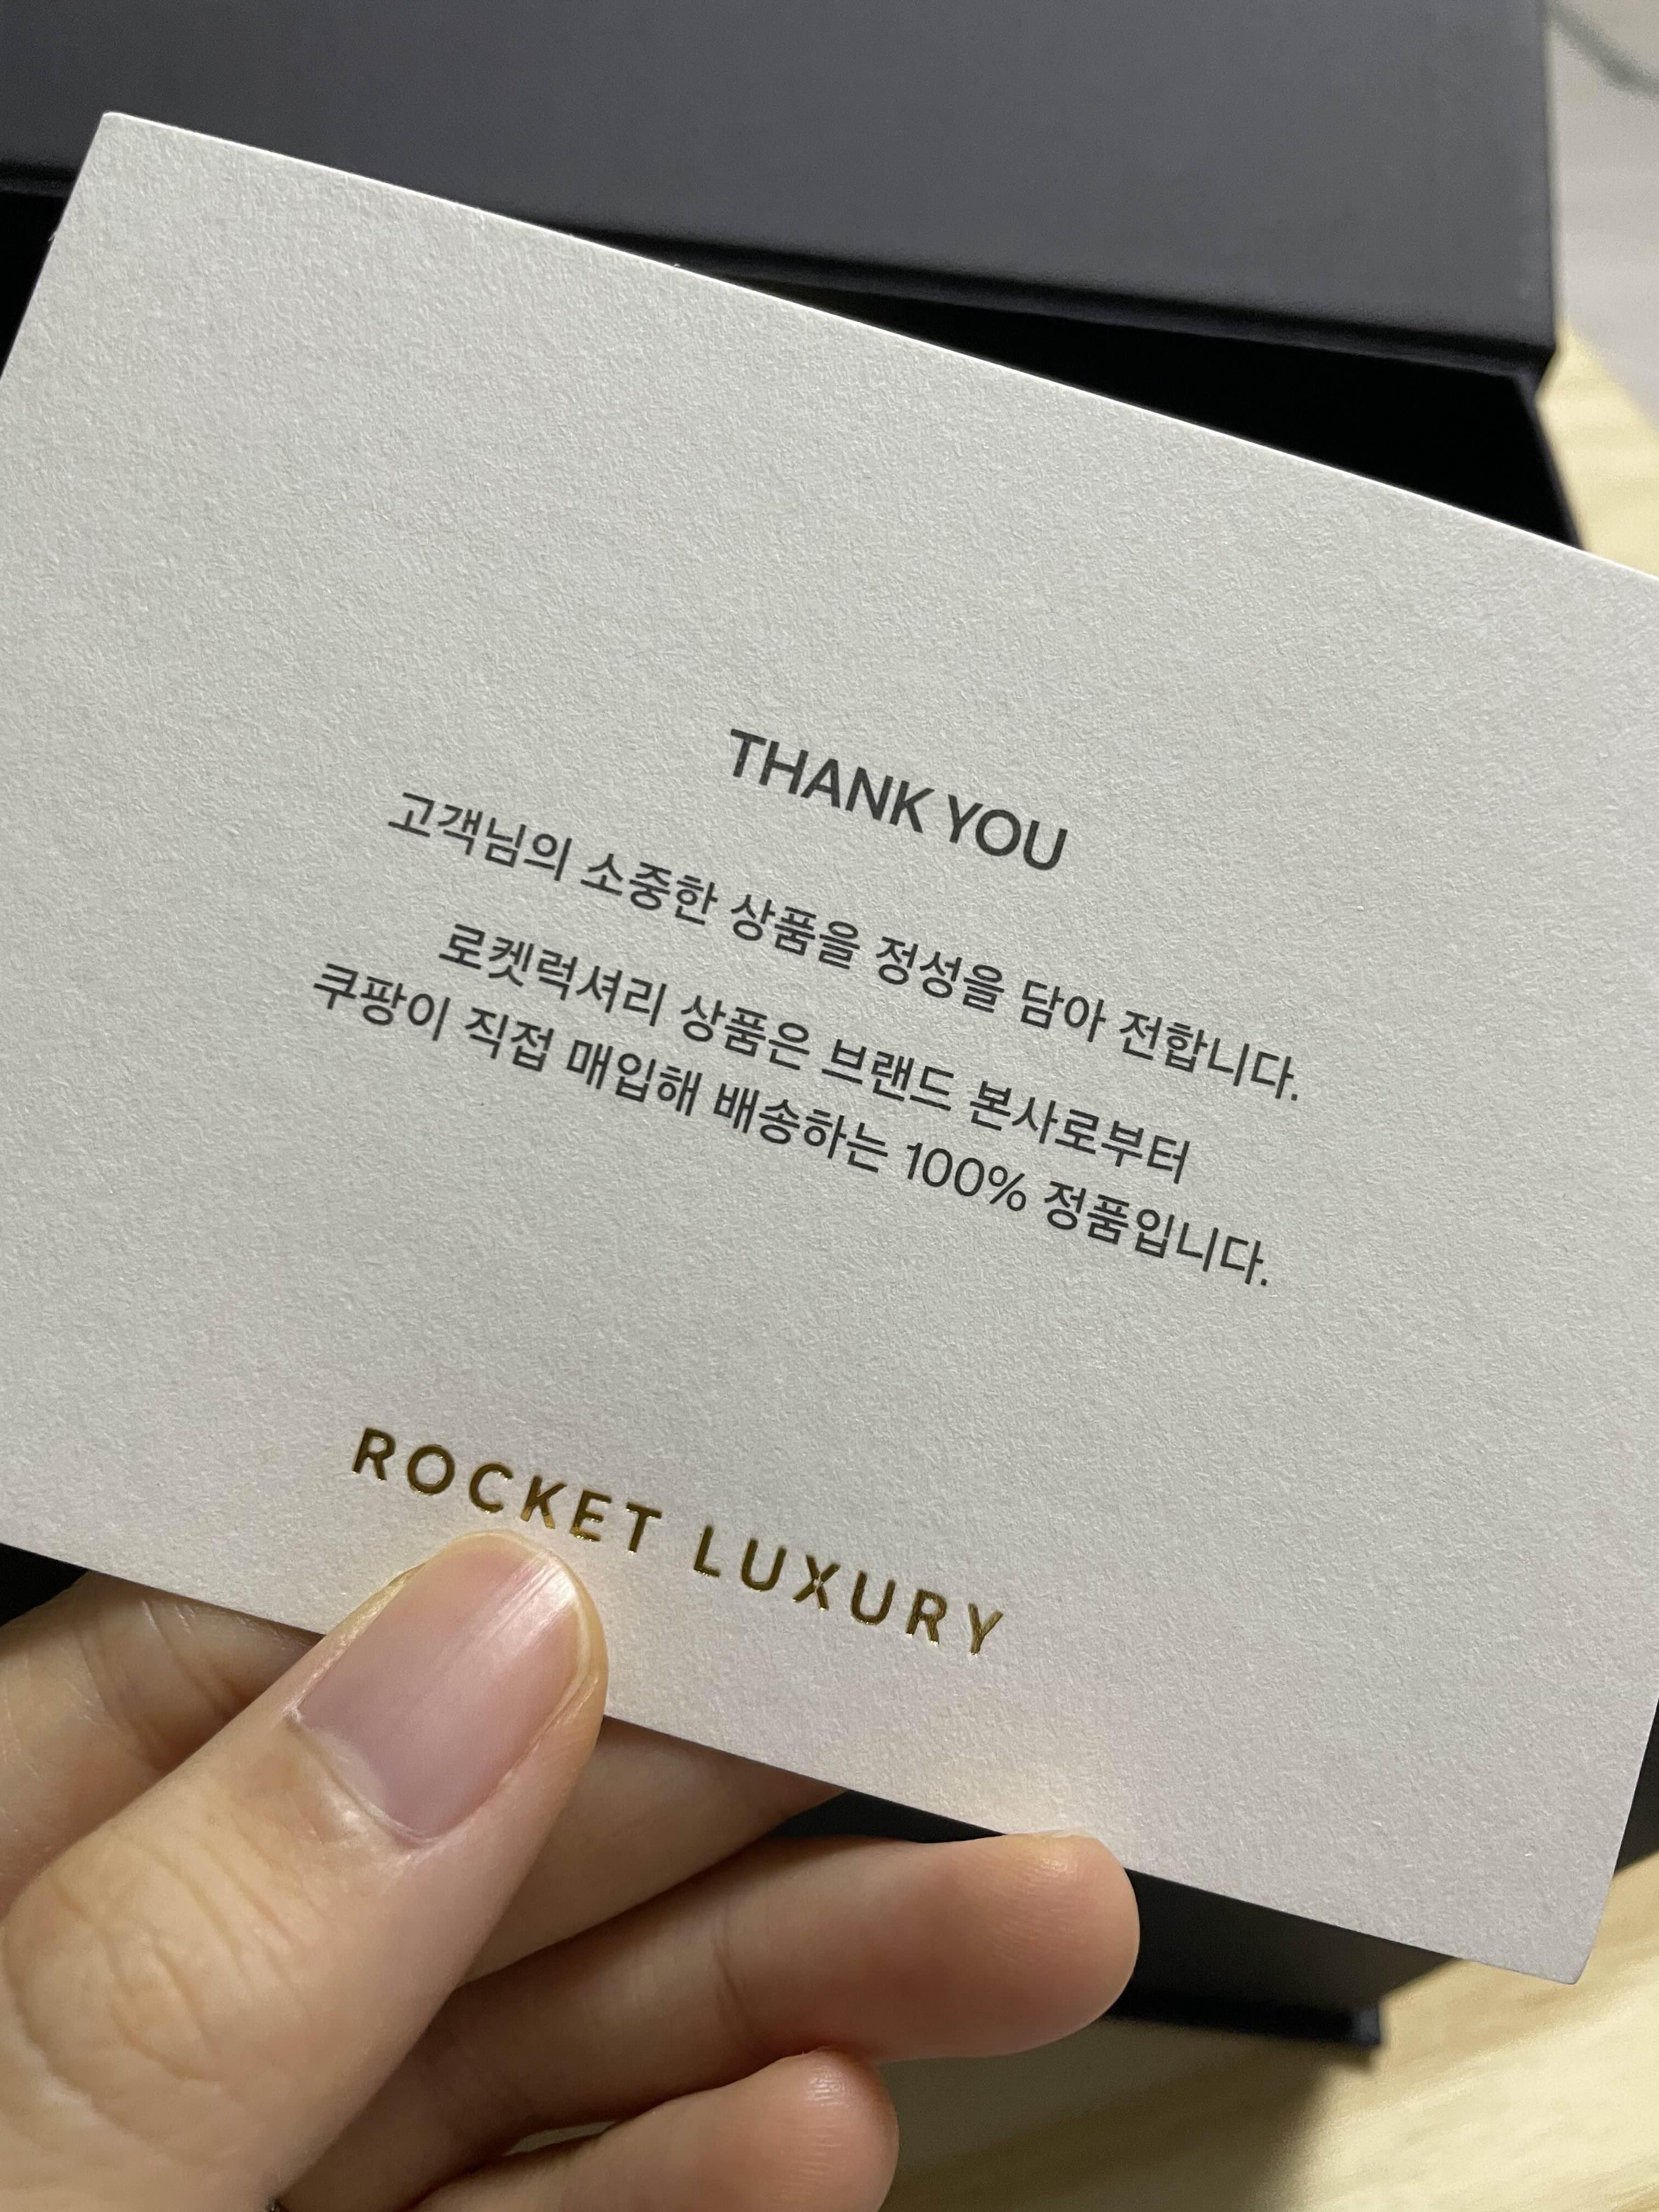 THANK YOU
고객님의 소중한 상품을 정성을 담아 전합니다.
로켓럭셔리 상품은 브랜드 본사로부터
쿠팡이 직접 매입해 배송하는 100% 정품입니다.
ROCKET LUXURY